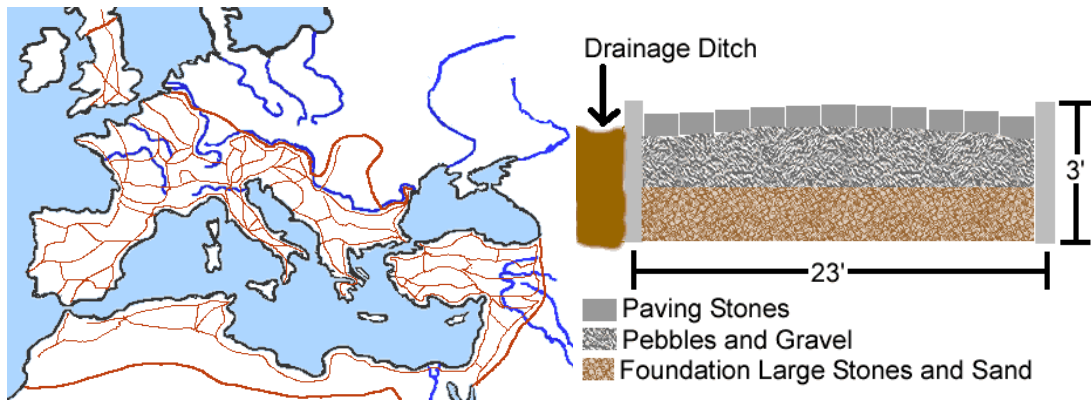 Drainage Ditch
3'
23'
Paving Stones
Pebbles and Gravel
Foundation Large Stones and Sand